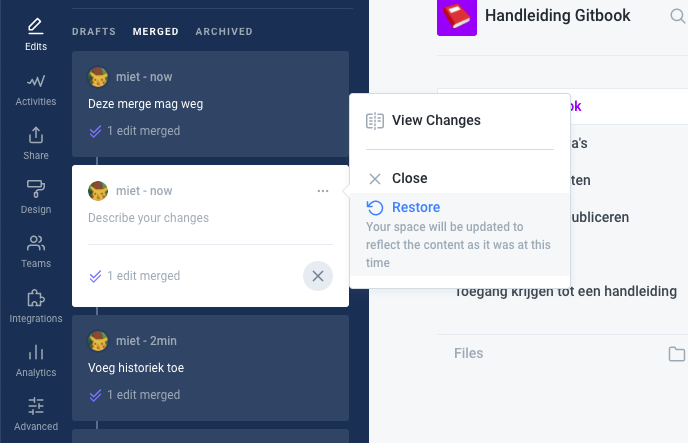 Edits
Activities
Share
Design
Teams
Integrations
Analytics
Advanced
DRAFTS MERGED ARCHIVED
miet - now
Deze merge mag weg
1 edit merged
miet - now
Describe your changes
1 edit merged
miet - 2min
Voeg historiek toe
1 edit merged
View Changes
Close
Restore
Your space will be updated to
reflect the content as it was at this
time
Handleiding Gitbook
Toegang krijgen tot een handleiding
Files